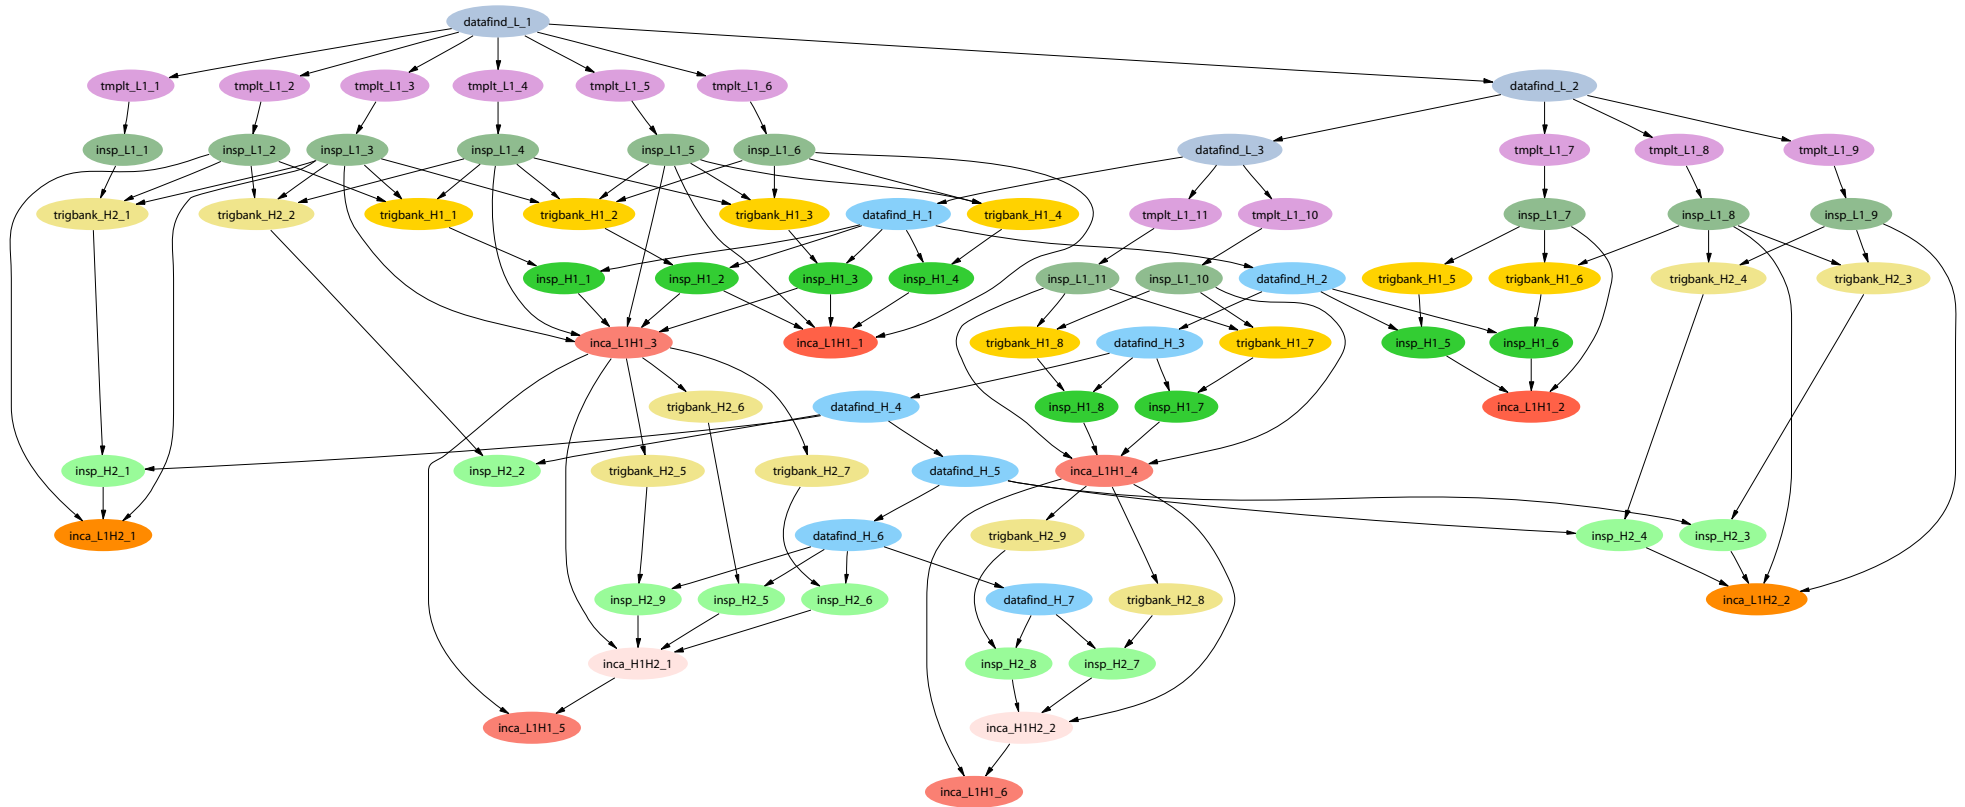 datafind_L_1
tmplt_L1_1
tmplt_L1_2
tmplt_L1_3
tmplt_L1_4
tmplt_L1_5
tmplt_L1_6
datafind_L_2
insp_L1_1
insp_L1_2
insp_L1_3
insp_L1_4
insp_L1_5
insp_L1_6
datafind_L_3
tmplt_L1_7
tmplt_L1_8
tmplt_L1_9
trigbank_H2_1
trigbank_H2_2
trigbank_H1_1
trigbank_H1_2
trigbank_H1_3
datafind_H_1
trigbank_H1_4
tmplt_L1_11
tmplt_L1_10
insp_L1_7
insp_L1_8
insp_L1_9
insp_H1_1
insp_H1_2
insp_H1_3
insp_H1_4
insp_L1_11
insp_L1_10
datafind_H_2
trigbank_H1_5
trigbank_H1_6
trigbank_H2_4
trigbank_H2_3
inca_L1H1_3
inca_L1H1_1
trigbank_H1_8
datafind_H_3
trigbank_H1_7
insp_H1_5
insp_H1_6
trigbank_H2_6
datafind_H_4
insp_H1_8
insp_H1_7
inca_L1H1_2
insp_H2_1
insp_H2_2
trigbank_H2_5
trigbank_H2_7
datafind_H_5
inca_L1H1_4
inca_L1H2_1
datafind_H_6
trigbank_H2_9
insp_H2_4
insp_H2_3
insp_H2_9
insp_H2_5
insp_H2_6
datafind_H_7
trigbank_H2_8
inca_L1H2_2
inca_H1H2_1
insp_H2_8
insp_H2_7
inca_L1H1_5
inca_H1H2_2
inca_L1H1_6